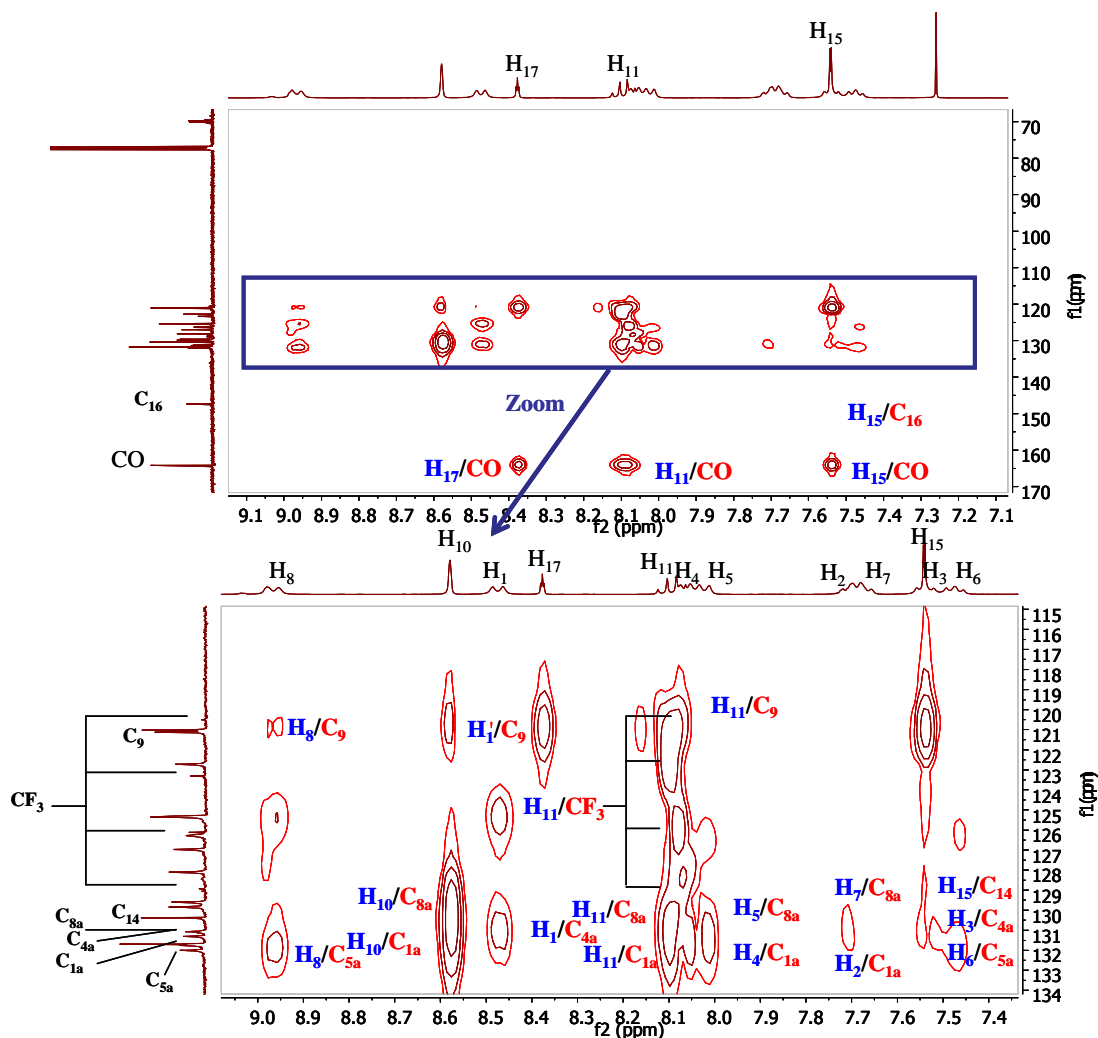 H15
H17
H11
70
80
90
100
110
120
130
140
150
160
170
f1(ppm)
C16
CO
Zoom
H15/C16
H17/CO
H11/CO
H15/CO
9.1 9.0 8.9 8.8 8.7 8.6 8.5 8.4 8.3 8.2 8.1 8.0 7.9 7.8 7.7 7.6 7.5 7.4 7.3 7.2 7.1
f2 (ppm)
H8
H10
H1
H17
H11
H4
H5
H2
H7
H15
H3
H6
115
116
117
118
119
120
121
122
123
124
125
126
127
128
129
130
131
132
133
134
f1(ppm)
C9
CF3
C8a
C14
C4a
C1a
C5a
H8/C9
H1/C9
H11/C9
H11/CF3
H10/C8a
H10/C1a
H8/C5a
H1/C4a
H11/C8a
H11/C1a
H5/C8a
H4/C1a
H7/C8a
H2/C1a
H15/C14
H3/C4a
H6/C5a
9.0 8.9 8.8 8.7 8.6 8.5 8.4 8.3 8.2 8.1 8.0 7.9 7.8 7.7 7.6 7.5 7.4
f2 (ppm)